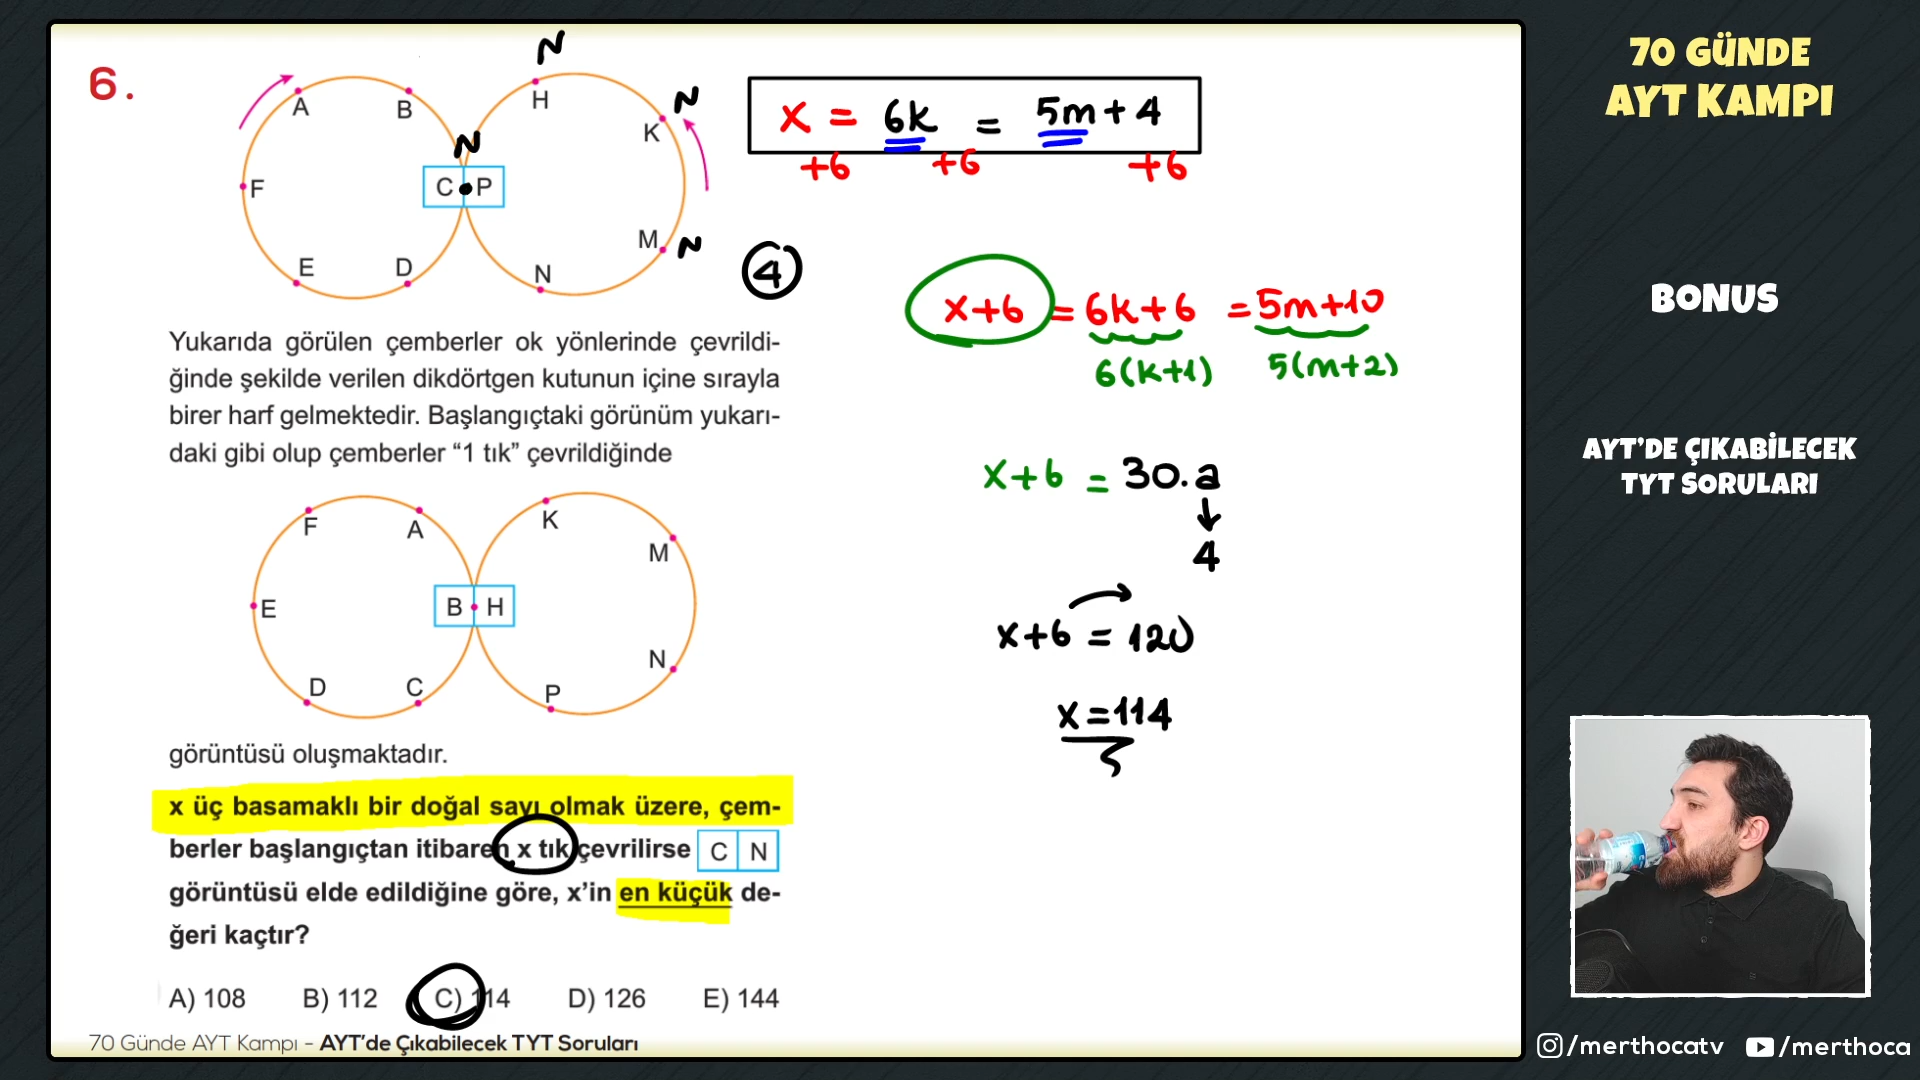 6.
A
B
C
P
D
E
F
H
K
M
N
N
N
N
N
4
x = 6k = 5m + 4
+6 +6 +6
x+6 = 6k+6 = 5m+10
6(k+1) 5(m+2)
x+6 = 30.a
4
x+6 = 120
x = 114
Yukarıda görülen çemberler ok yönlerinde çevrildi-
ğinde şekilde verilen dikdörtgen kutunun içine sırayla
birer harf gelmektedir. Başlangıçtaki görünüm yukarı-
daki gibi olup çemberler “1 tık” çevrildiğinde
F
A
B
H
C
D
E
K
M
N
P
görüntüsü oluşmaktadır.
x üç basamaklı bir doğal sayı olmak üzere, çem-
berler başlangıçtan itibaren x tık çevrilirse C N
görüntüsü elde edildiğine göre, x’in en küçük de-
ğeri kaçtır?
A) 108 B) 112 C) 114 D) 126 E) 144
70 Günde AYT Kampı - AYT’de Çıkabilecek TYT Soruları
70 GÜNDE
AYT KAMPI
BONUS
AYT’DE ÇIKABİLECEK
TYT SORULARI
/merthocatv /merthoca